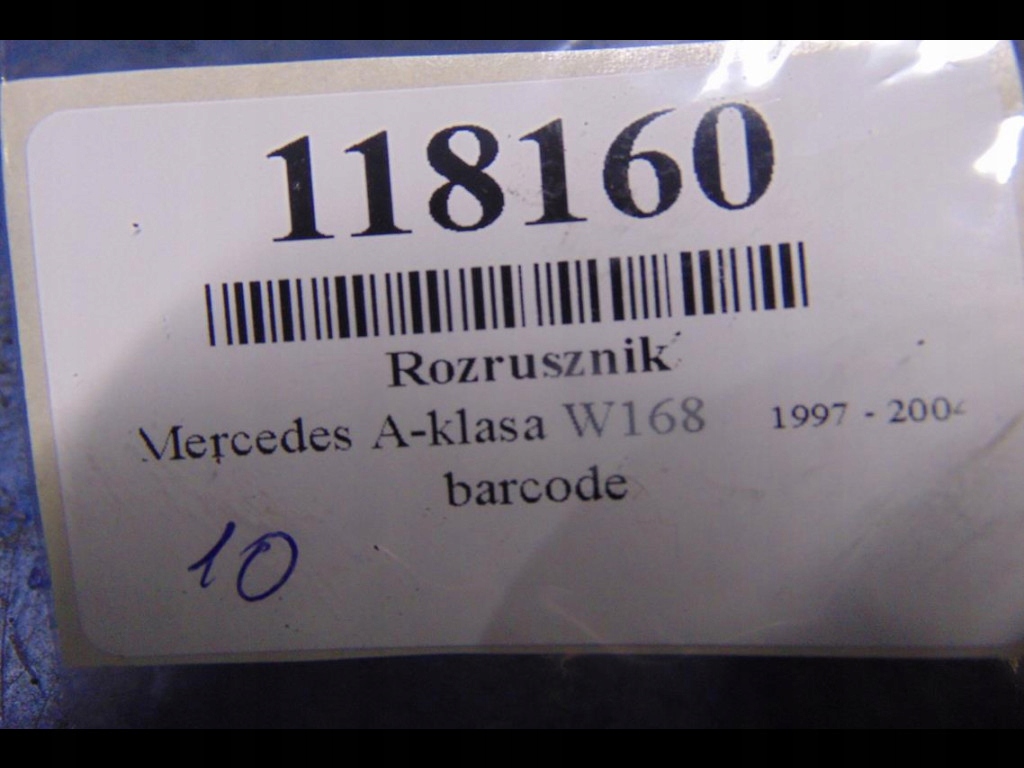 118160
Rozrusznik
Mercedes A-klasa W168 1997 - 2004
barcode
10